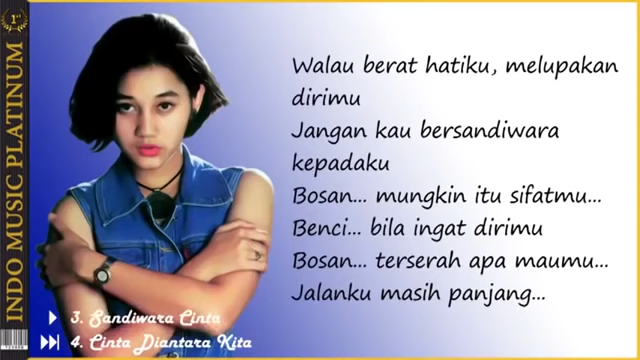 1st
INDO MUSIC PLATINUM
Walau berat hatiku, melupakan
dirimu
Jangan kau bersandiwara
kepadaku
Bosan... mungkin itu sifatmu...
Benci... bila ingat dirimu
Bosan... terserah apa maumu...
Jalanku masih panjang...
3. Sandiwara Cinta
4. Cinta Diantara Kita